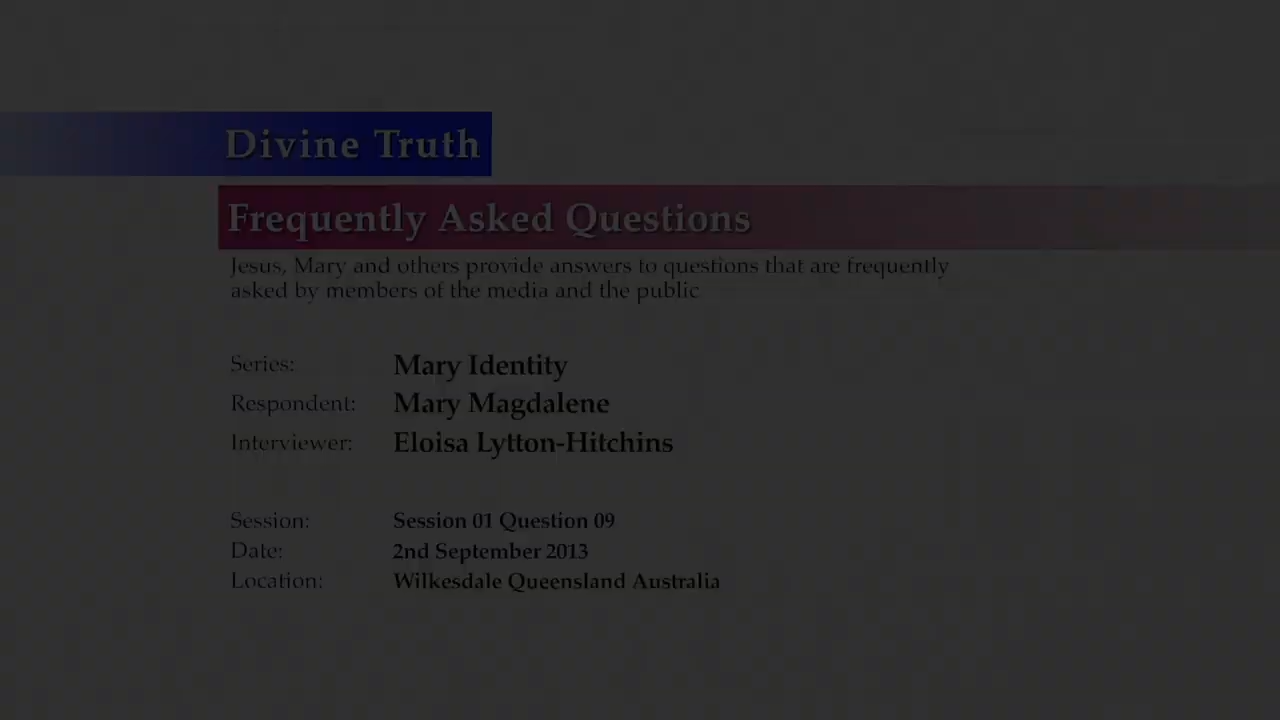 Divine Truth
Frequently Asked Questions
Jesus, Mary and others provide answers to questions that are frequently
asked by members of the media and the public
Series: Mary Identity
Respondent: Mary Magdalene
Interviewer: Eloisa Lytton-Hitchins
Session: Session 01 Question 09
Date: 2nd September 2013
Location: Wilkesdale Queensland Australia